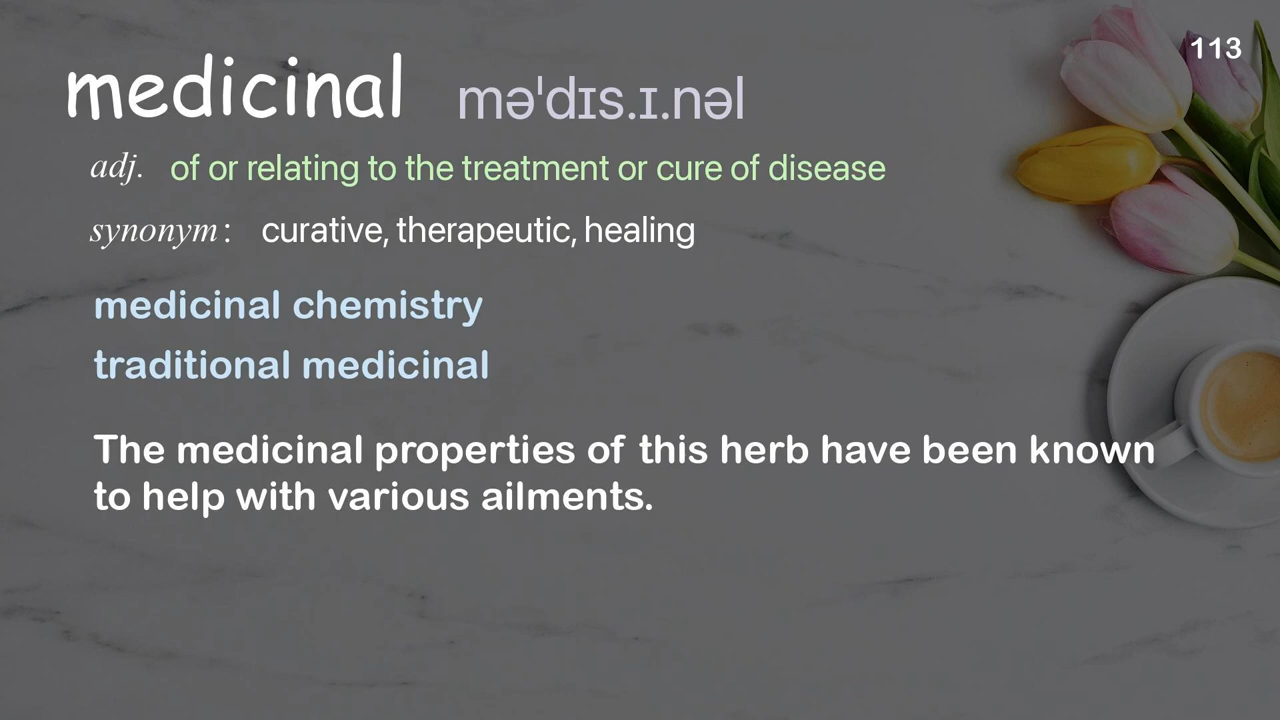 113
medicinal məˈdɪs.ɪ.nəl
adj. of or relating to the treatment or cure of disease
synonym: curative, therapeutic, healing
medicinal chemistry
traditional medicinal
The medicinal properties of this herb have been known
to help with various ailments.